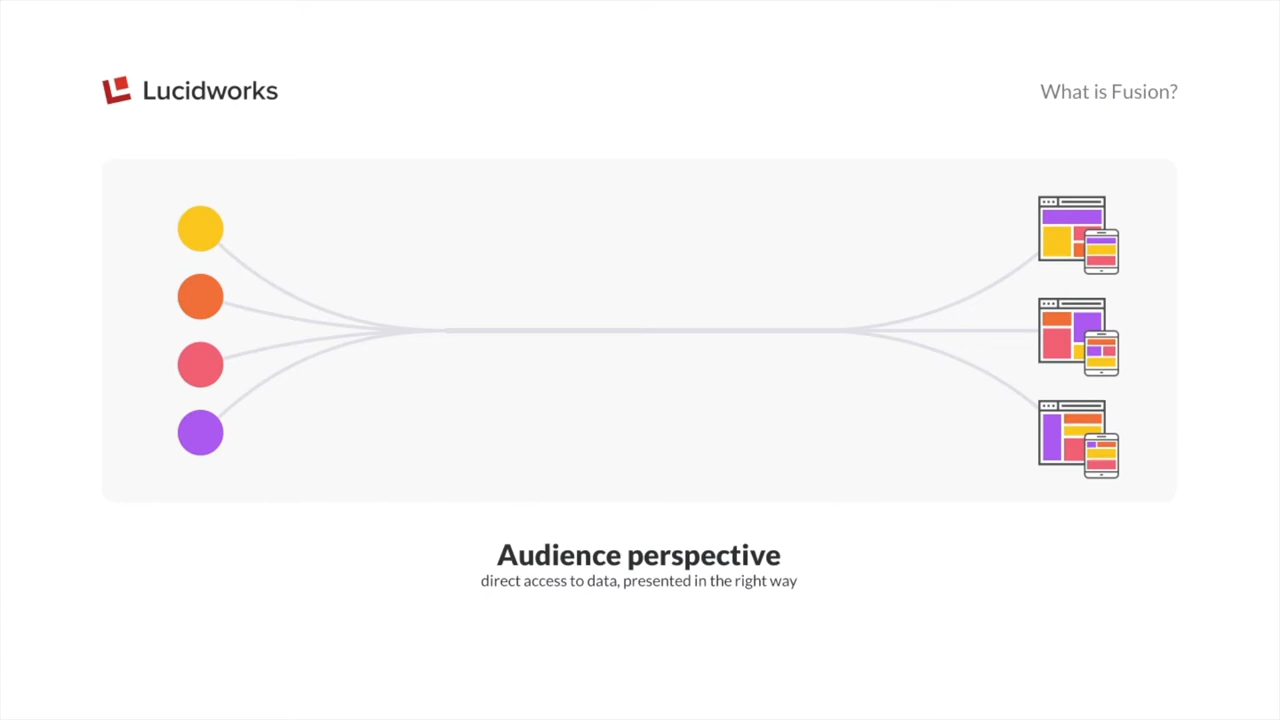 Lucidworks
What is Fusion?
Audience perspective
direct access to data, presented in the right way